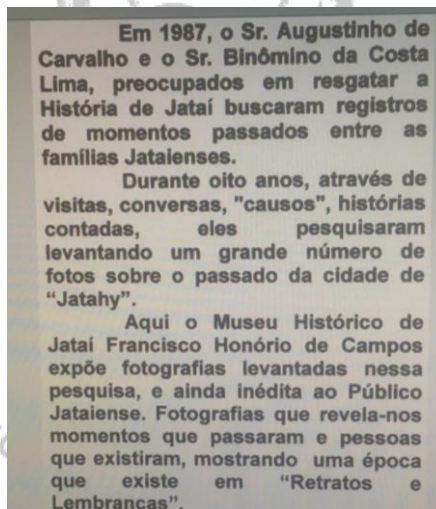 Em 1987, o Sr. Augustinho de
Carvalho e o Sr. Binômino da Costa
Lima, preocupados em resgatar a
História de Jataí buscaram registros
de momentos passados entre as
famílias Jataienses.
Durante oito anos, através de
visitas, conversas, "causos", histórias
contadas, eles pesquisaram
levantando um grande número de
fotos sobre o passado da cidade de
“Jatahy”.
Aqui o Museu Histórico de
Jataí Francisco Honório de Campos
expõe fotografias levantadas nessa
pesquisa, e ainda inédita ao Público
Jataiense. Fotografias que revela-nos
momentos que passaram e pessoas
que existiram, mostrando uma época
que existe em “Retratos e
Lembranças”.